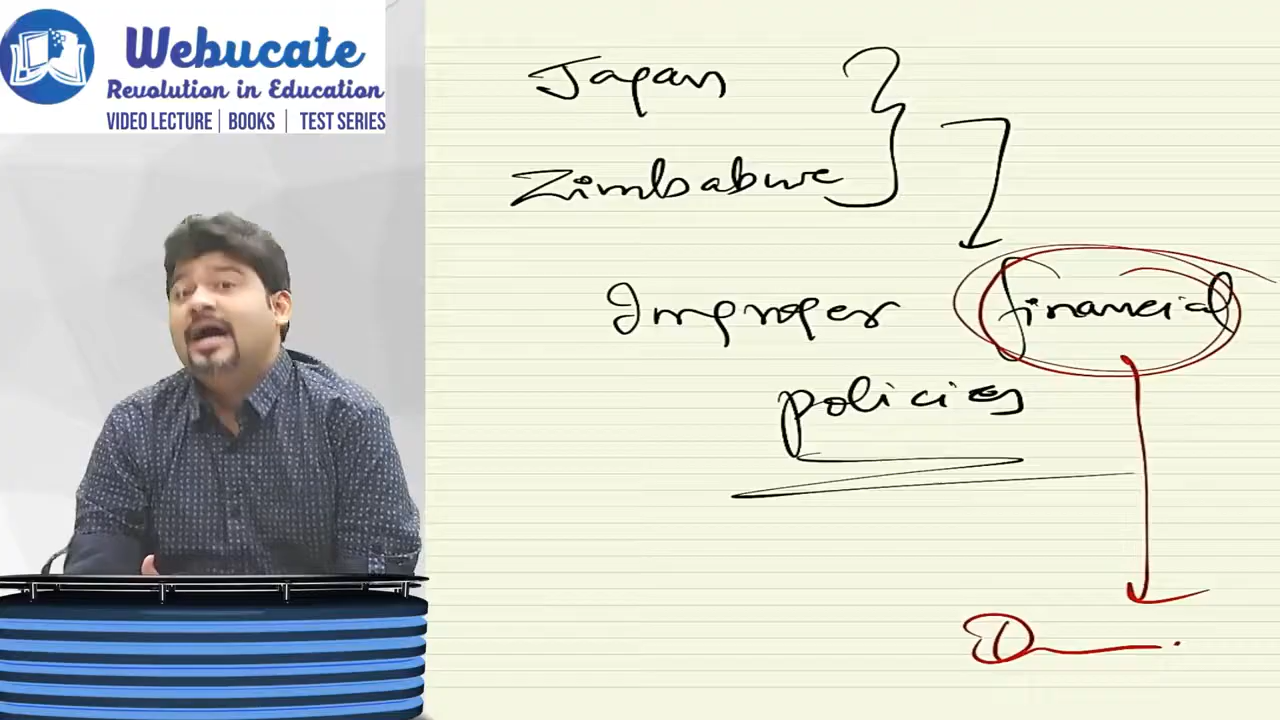 Webucate
Revolution in Education
VIDEO LECTURE | BOOKS | TEST SERIES
Japan
Zimbabwe
Improper financial
policies